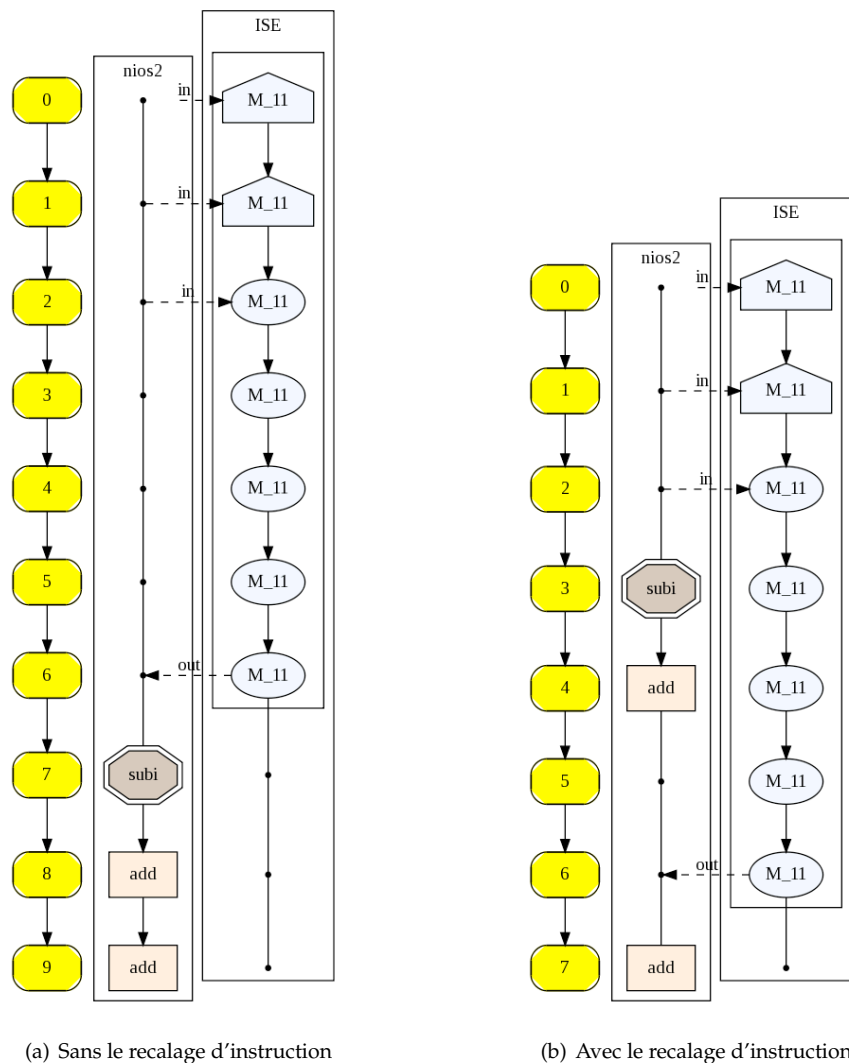 ISE
nios2
0 in M_11
1 in M_11
2 in M_11
3 M_11
4 M_11
5 M_11
6 out M_11
7 subi
8 add
9 add
(a) Sans le recalage d'instruction
ISE
nios2
0 in M_11
1 in M_11
2 in M_11
3 subi M_11
4 add M_11
5 M_11
6 out M_11
7 add
(b) Avec le recalage d'instruction